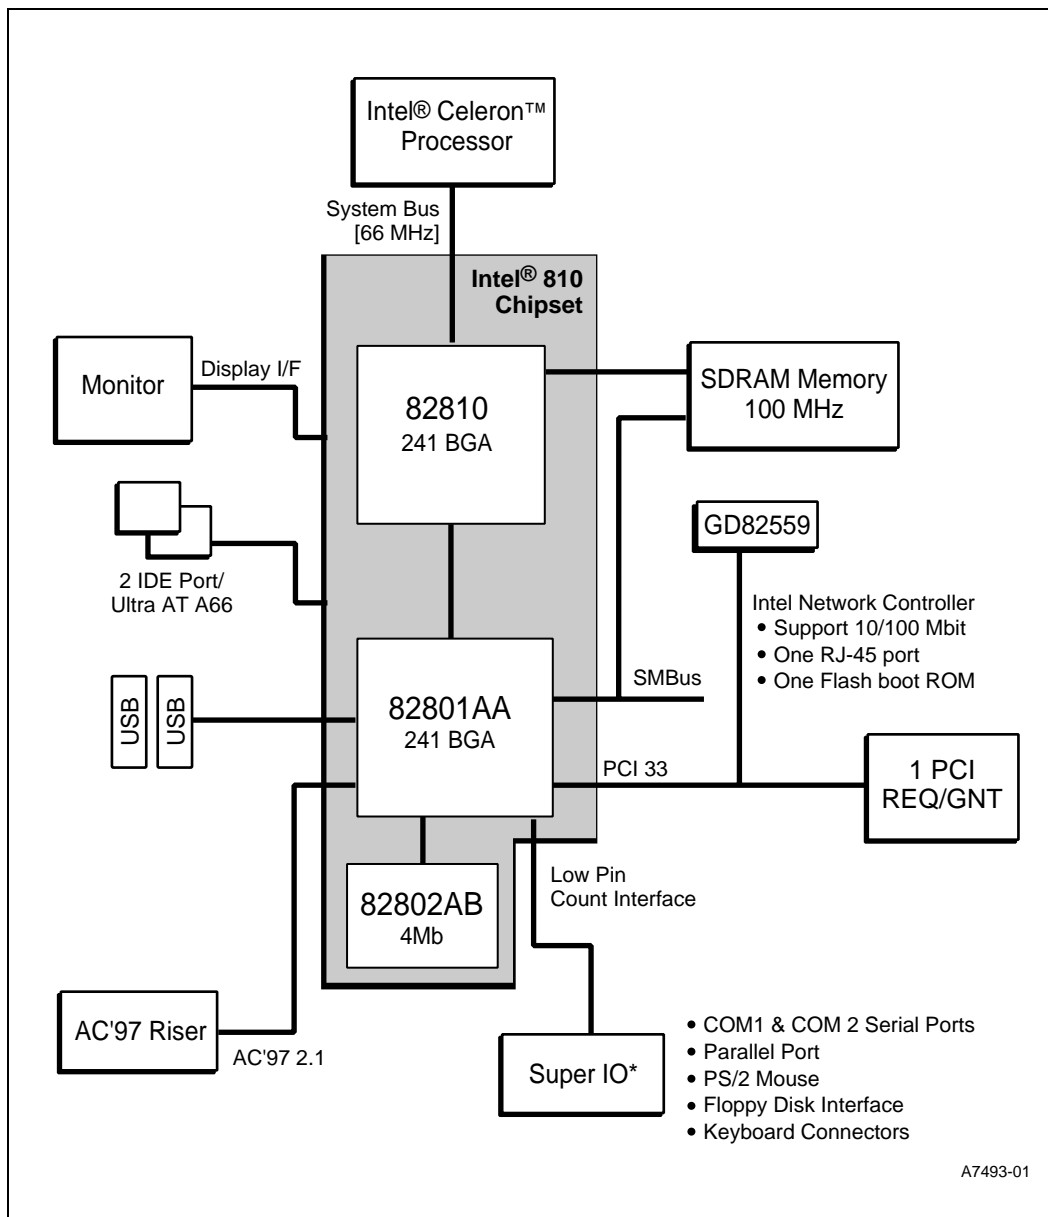 Intel® Celeron™
Processor
System Bus
[66 MHz]
Intel® 810
Chipset
Monitor
Display I/F
82810
241 BGA
SDRAM Memory
100 MHz
GD82559
2 IDE Port/
Ultra AT A66
Intel Network Controller
• Support 10/100 Mbit
• One RJ-45 port
• One Flash boot ROM
USB
USB
82801AA
241 BGA
SMBus
PCI 33
1 PCI
REQ/GNT
82802AB
4Mb
Low Pin
Count Interface
AC'97 Riser
AC'97 2.1
Super IO*
• COM1 & COM 2 Serial Ports
• Parallel Port
• PS/2 Mouse
• Floppy Disk Interface
• Keyboard Connectors
A7493-01